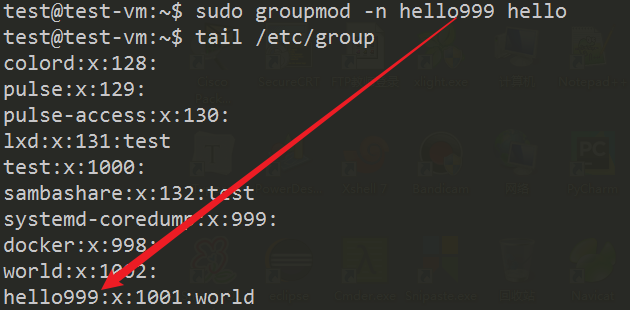 test@test-vm:~$ sudo groupmod -n hello999 hello
test@test-vm:~$ tail /etc/group
colord:x:128:
pulse:x:129:
pulse-access:x:130:
lxd:x:131:test
test:x:1000:
sambashare:x:132:test
systemd-coredump:x:999:
docker:x:998:
world:x:1002:
hello999:x:1001:world